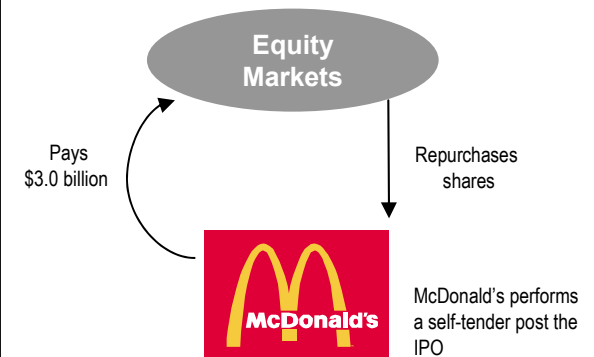 Equity
Markets
Pays
$3.0 billion
Repurchases
shares
McDonald's
McDonald's performs
a self-tender post the
IPO